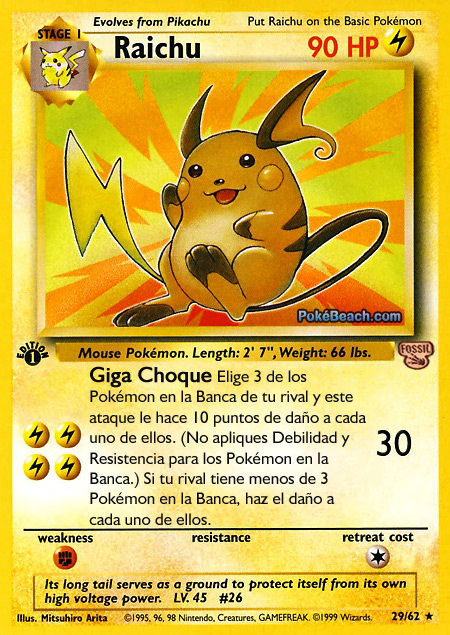 Evolves from Pikachu
Put Raichu on the Basic Pokémon
STAGE 1
Raichu
90 HP
PokéBeach.com
EDITION
1
Mouse Pokémon. Length: 2' 7", Weight: 66 lbs.
FOSSIL
Giga Choque Elige 3 de los
Pokémon en la Banca de tu rival y este
ataque le hace 10 puntos de daño a cada
uno de ellos. (No apliques Debilidad y
Resistencia para los Pokémon en la
Banca.) Si tu rival tiene menos de 3
Pokémon en la Banca, haz el daño a
cada uno de ellos.
30
weakness
resistance
retreat cost
Its long tail serves as a ground to protect itself from its own
high voltage power. LV. 45 #26
Illus. Mitsuhiro Arita
©1995, 96, 98 Nintendo, Creatures, GAMEFREAK. ©1999 Wizards.
29/62 ★